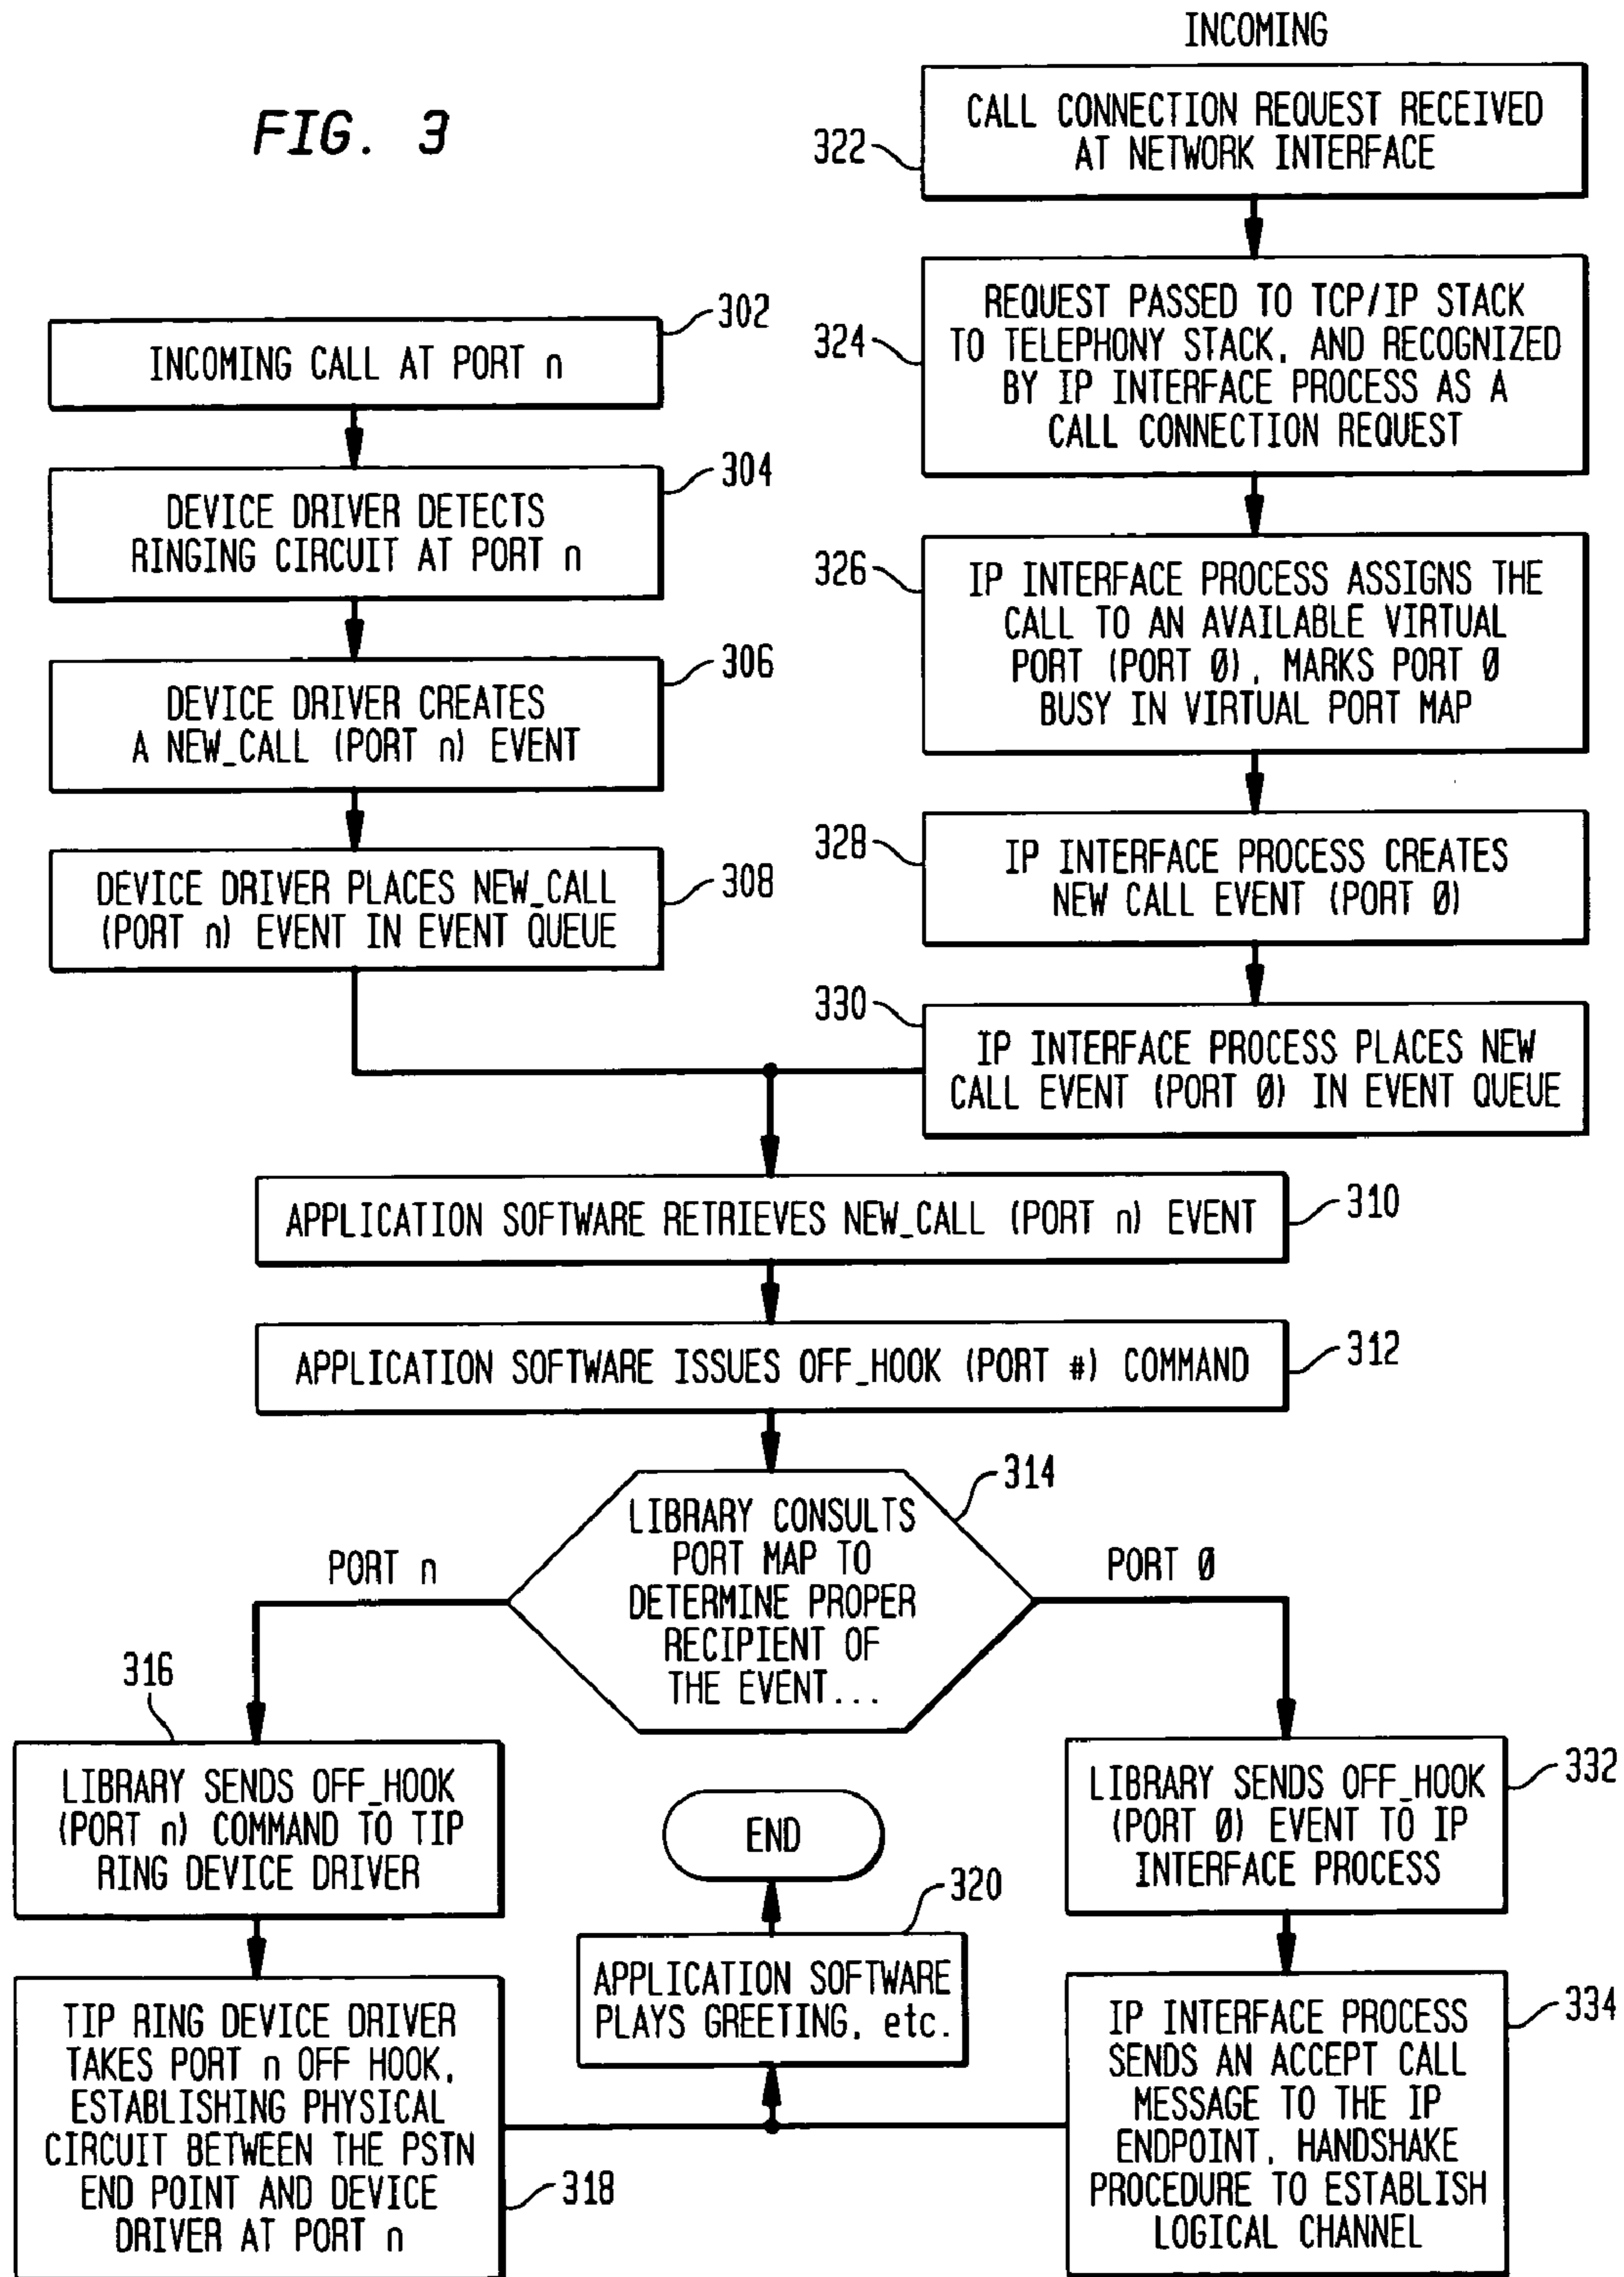 FIG. 3
INCOMING
CALL CONNECTION REQUEST RECEIVED
AT NETWORK INTERFACE
322
REQUEST PASSED TO TCP/IP STACK
TO TELEPHONY STACK, AND RECOGNIZED
BY IP INTERFACE PROCESS AS A
CALL CONNECTION REQUEST
324
IP INTERFACE PROCESS ASSIGNS THE
CALL TO AN AVAILABLE VIRTUAL
PORT (PORT Ø), MARKS PORT Ø
BUSY IN VIRTUAL PORT MAP
326
IP INTERFACE PROCESS CREATES
NEW CALL EVENT (PORT Ø)
328
IP INTERFACE PROCESS PLACES NEW
CALL EVENT (PORT Ø) IN EVENT QUEUE
330
INCOMING CALL AT PORT n
302
DEVICE DRIVER DETECTS
RINGING CIRCUIT AT PORT n
304
DEVICE DRIVER CREATES
A NEW_CALL (PORT n) EVENT
306
DEVICE DRIVER PLACES NEW_CALL
(PORT n) EVENT IN EVENT QUEUE
308
APPLICATION SOFTWARE RETRIEVES NEW_CALL (PORT n) EVENT
310
APPLICATION SOFTWARE ISSUES OFF_HOOK (PORT #) COMMAND
312
LIBRARY CONSULTS
PORT MAP TO
DETERMINE PROPER
RECIPIENT OF
THE EVENT...
314
PORT n
PORT Ø
316
LIBRARY SENDS OFF_HOOK
(PORT n) COMMAND TO TIP
RING DEVICE DRIVER
TIP RING DEVICE DRIVER
TAKES PORT n OFF HOOK,
ESTABLISHING PHYSICAL
CIRCUIT BETWEEN THE PSTN
END POINT AND DEVICE
DRIVER AT PORT n
318
END
320
APPLICATION SOFTWARE
PLAYS GREETING, etc.
LIBRARY SENDS OFF_HOOK
(PORT Ø) EVENT TO IP
INTERFACE PROCESS
332
IP INTERFACE PROCESS
SENDS AN ACCEPT CALL
MESSAGE TO THE IP
ENDPOINT, HANDSHAKE
PROCEDURE TO ESTABLISH
LOGICAL CHANNEL
334